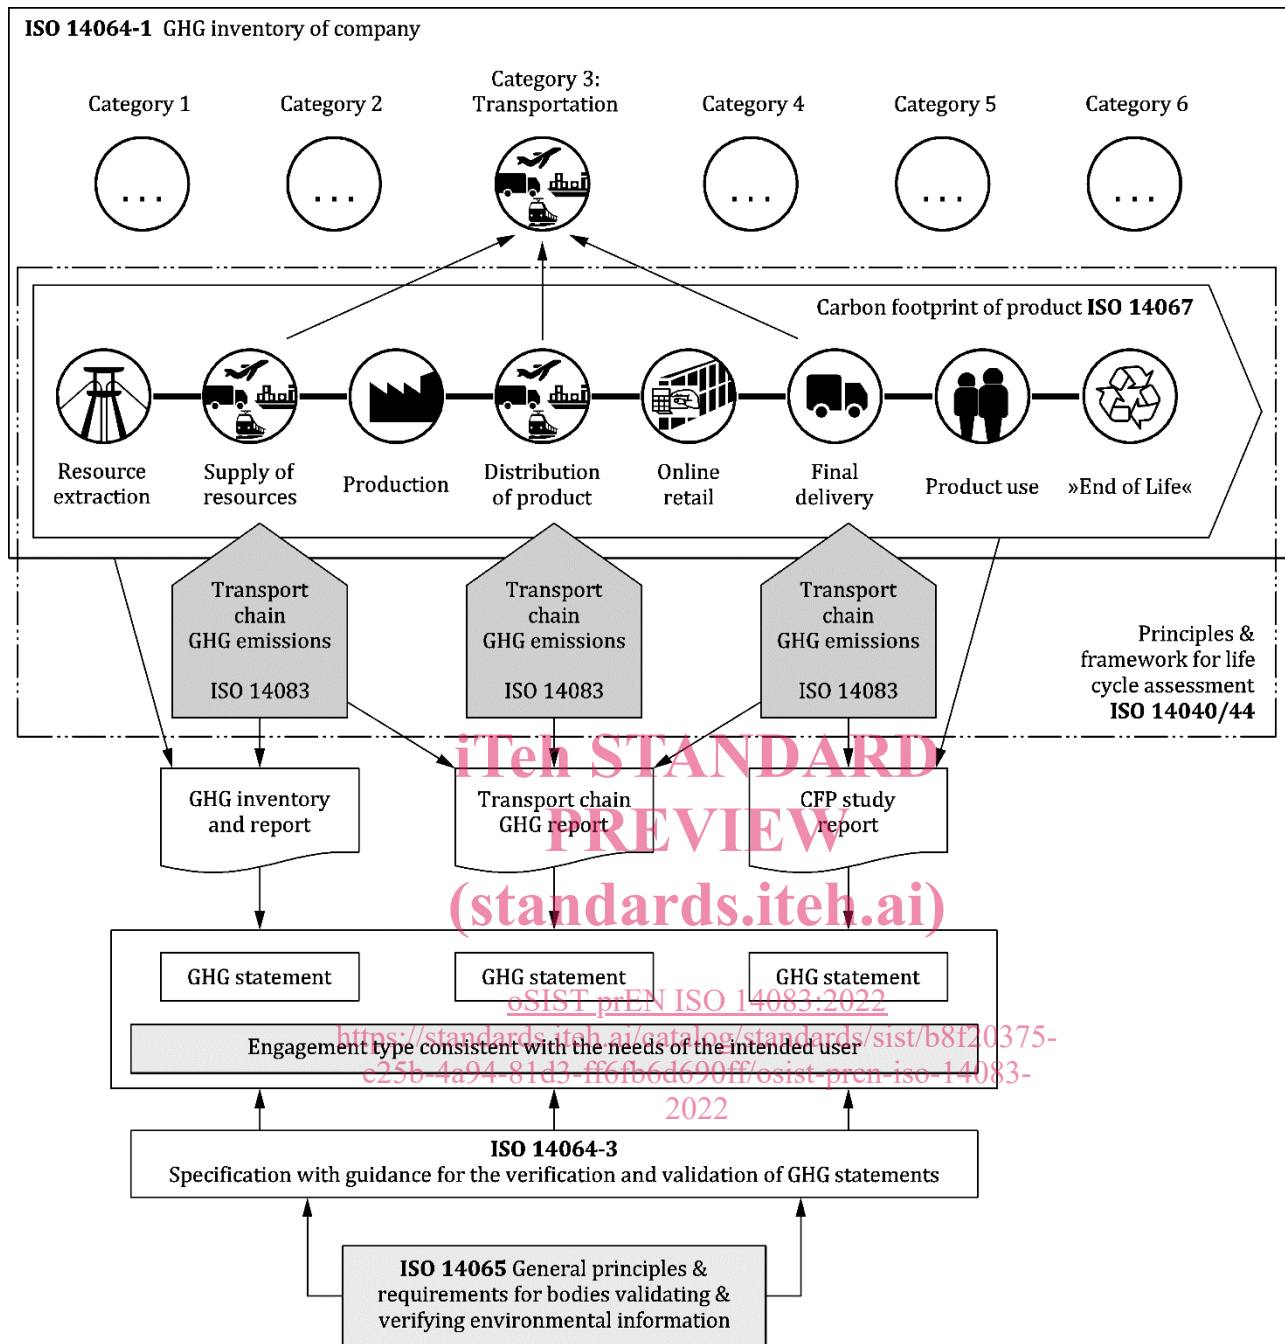 ISO 14064-1 GHG inventory of company
Category 1
Category 2
Category 3:
Transportation
Category 4
Category 5
Category 6
...
...
...
...
...
Carbon footprint of product ISO 14067
Resource
extraction
Supply of
resources
Production
Distribution
of product
Online
retail
Final
delivery
Product use
»End of Life«
Transport
chain
GHG emissions
ISO 14083
Transport
chain
GHG emissions
ISO 14083
Transport
chain
GHG emissions
ISO 14083
Principles &
framework for life
cycle assessment
ISO 14040/44
iTeh STANDARD
PREVIEW
(standards.iteh.ai)
GHG inventory
and report
Transport chain
GHG report
CFP study
report
GHG statement
GHG statement
GHG statement
oSIST prEN ISO 14083:2022
https://standards.iteh.ai/catalog/standards/sist/b8f20375-
c25b-4a94-81d3-ff6fb6d690ff/osist-pren-iso-14083-
2022
Engagement type consistent with the needs of the intended user
ISO 14064-3
Specification with guidance for the verification and validation of GHG statements
ISO 14065 General principles &
requirements for bodies validating &
verifying environmental information